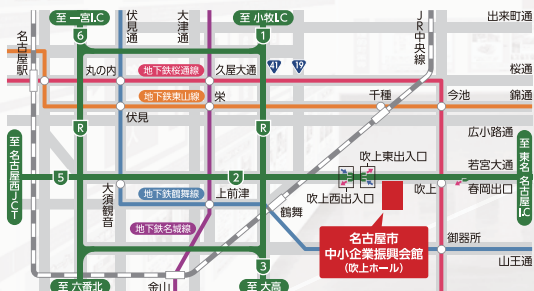 至 一宮I.C
伏見通
大津通
至 小牧I.C
JR中央線
出来町通
名古屋駅
6
1
丸の内
地下鉄桜通線
久屋大通
41
19
桜通
地下鉄東山線
栄
千種
今池
錦通
伏見
R
R
広小路通
至 名古屋西JCT
吹上東出入口
若宮大通
至 東名 名古屋I.C
5
2
大須観音
地下鉄鶴舞線
上前津
吹上西出入口
吹上
春岡出口
鶴舞
地下鉄名城線
名古屋市
中小企業振興会館
(吹上ホール)
御器所
3
山王通
至 六番北
金山
至 大高